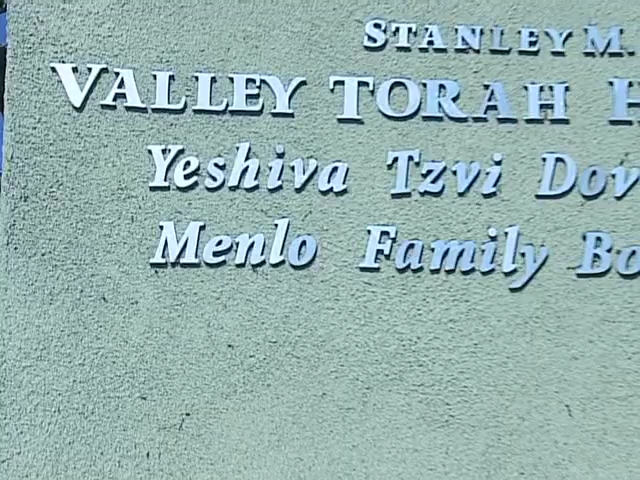 STANLEY M.
VALLEY TORAH
Yeshiva Tzvi Dov
Menlo Family